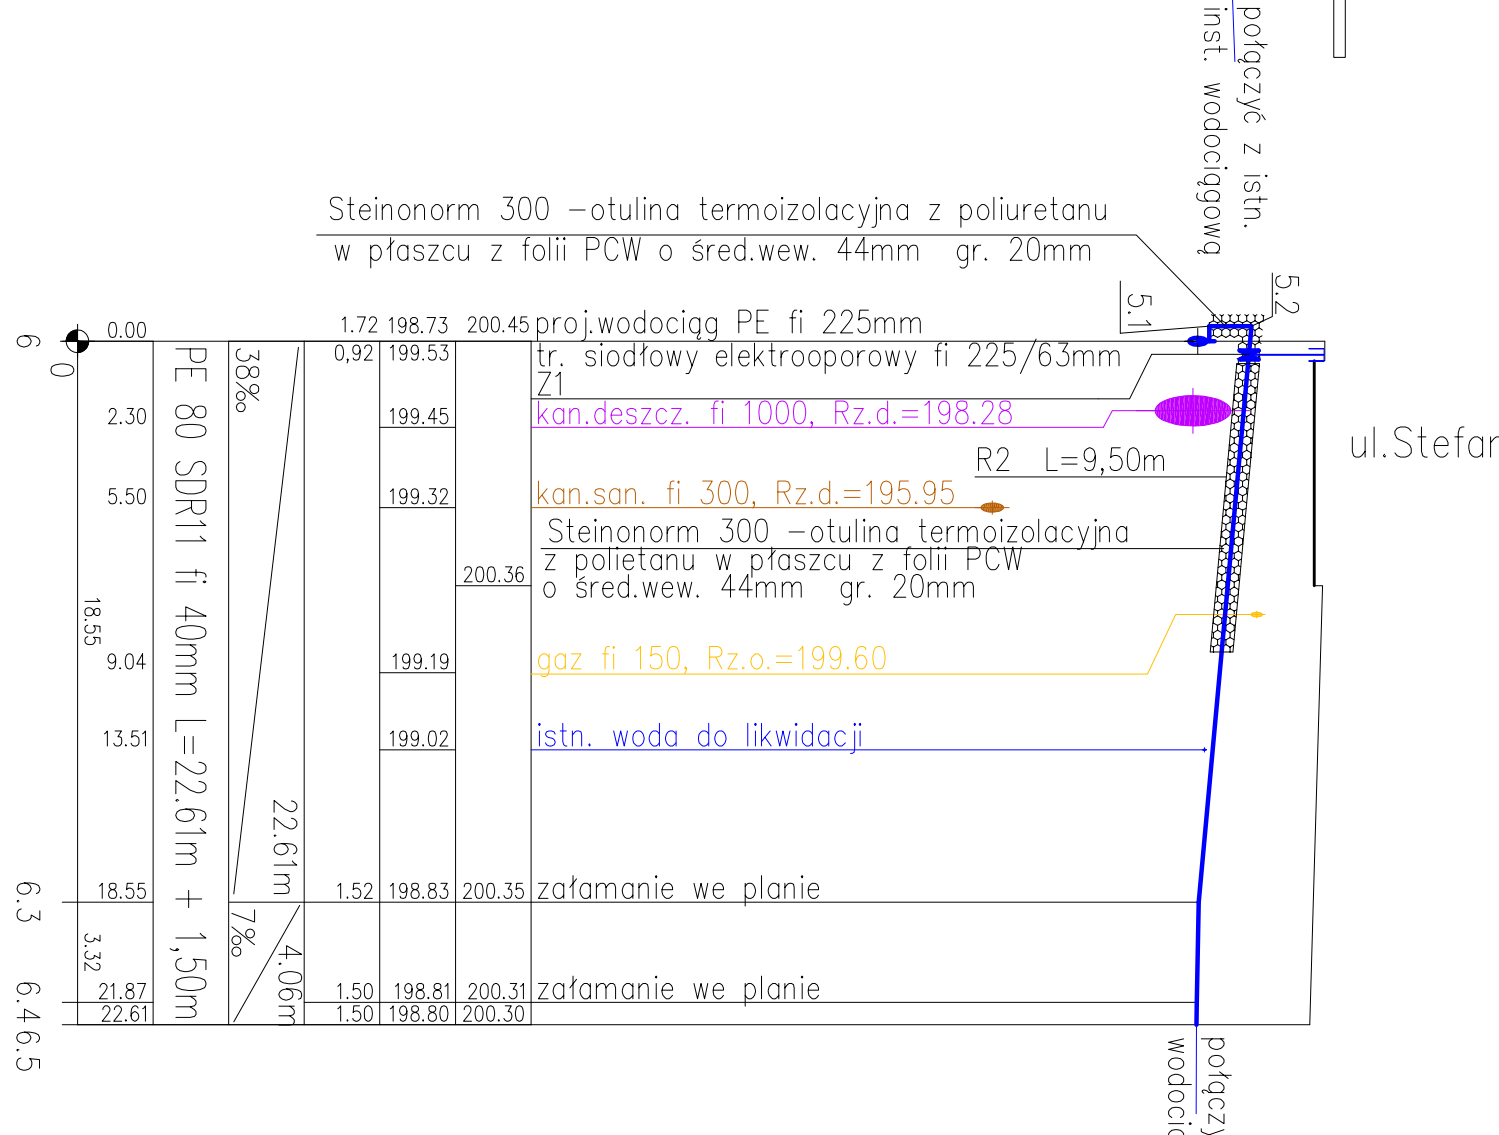 połączyć z istn.
inst. wodociągową
Steinonorm 300 –otulina termoizolacyjna z poliuretanu
w płaszcu z folii PCW o śred.wew. 44mm gr. 20mm
5.1
5.2
6
0
0.00
1.72 198.73 200.45 proj.wodociąg PE fi 225mm
0,92 199.53 tr. siodłowy elektrooporowy fi 225/63mm
Z1
2.30 199.45 kan.deszcz. fi 1000, Rz.d.=198.28
ul.Stefan
R2 L=9,50m
5.50 199.32 kan.san. fi 300, Rz.d.=195.95
Steinonorm 300 –otulina termoizolacyjna
z polietanu w płaszcu z folii PCW
o śred.wew. 44mm gr. 20mm
200.36
9.04 199.19 gaz fi 150, Rz.o.=199.60
13.51 199.02 istn. woda do likwidacji
18.55
PE 80 SDR11 fi 40mm L=22.61m + 1,50m
38‰
22.61m
6.3
18.55 1.52 198.83 200.35 załamanie we planie
7‰
4.06m
3.32
21.87 1.50 198.81 200.31 załamanie we planie
22.61 1.50 198.80 200.30
6.46.5